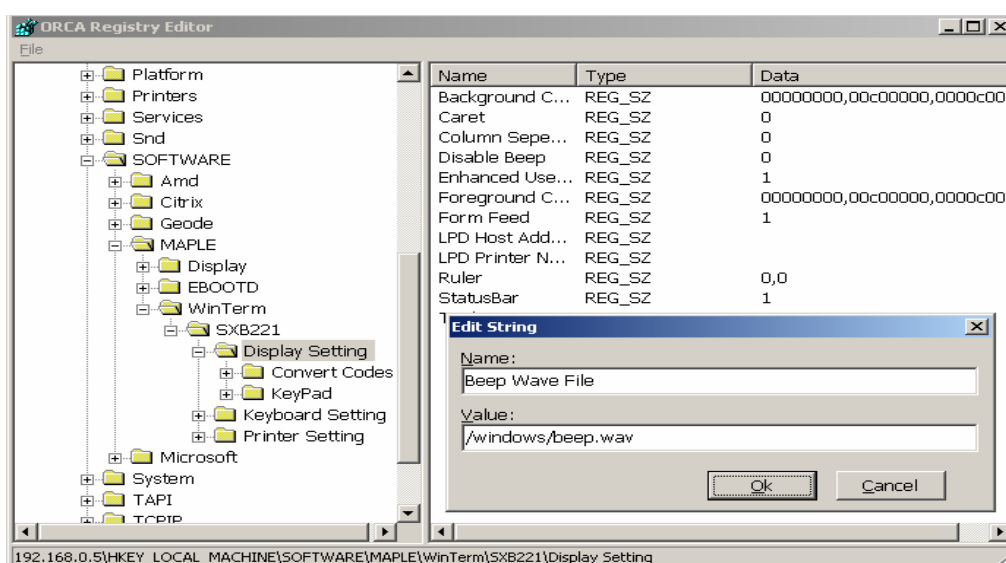 ORCA Registry Editor
File
Platform
Printers
Services
Snd
SOFTWARE
Amd
Citrix
Geode
MAPLE
Display
EBOOTD
WinTerm
SXB221
Display Setting
Convert Codes
KeyPad
Keyboard Setting
Printer Setting
Microsoft
System
TAPI
TCPIP
Name Type Data
Background C... REG_SZ 00000000,00c00000,0000c00
Caret REG_SZ 0
Column Sepe... REG_SZ 0
Disable Beep REG_SZ 0
Enhanced Use... REG_SZ 1
Foreground C... REG_SZ 00000000,00c00000,0000c00
Form Feed REG_SZ 1
LPD Host Add... REG_SZ
LPD Printer N... REG_SZ
Ruler REG_SZ 0,0
StatusBar REG_SZ 1
Edit String
Name:
Beep Wave File
Value:
/windows/beep.wav
Ok Cancel
192.168.0.5\HKEY_LOCAL_MACHINE\SOFTWARE\MAPLE\WinTerm\SXB221\Display Setting